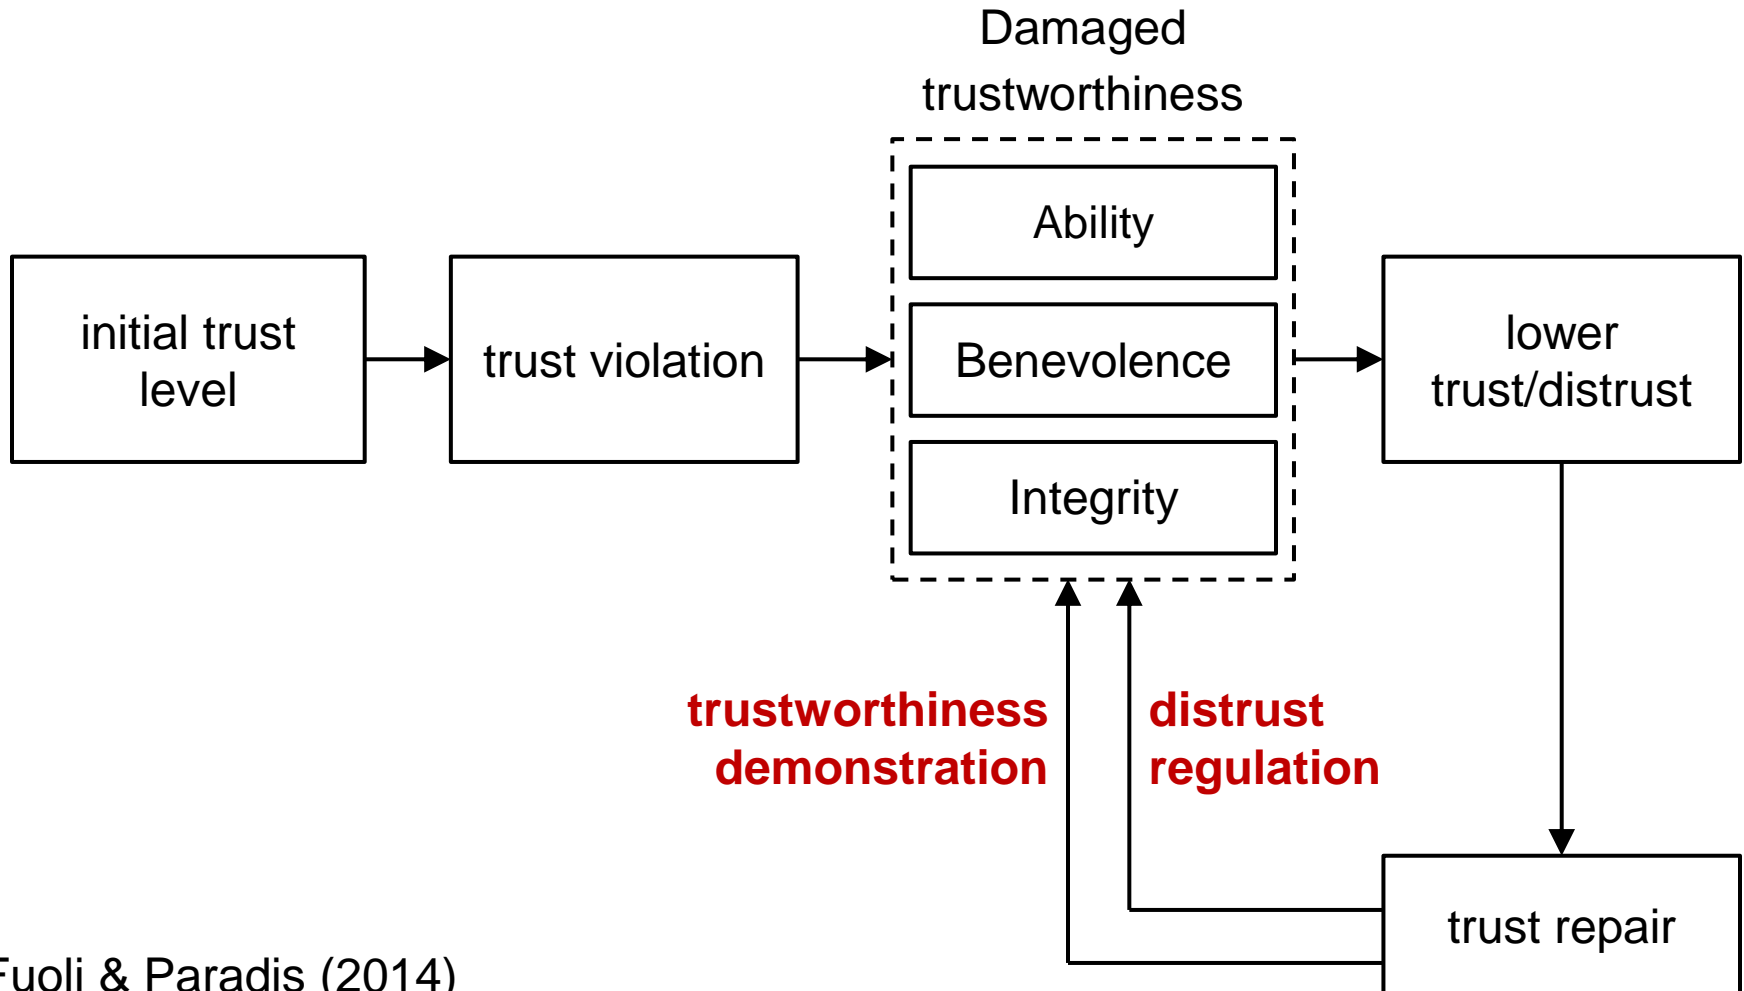 Damaged
trustworthiness
Ability
initial trust
level
trust violation
Benevolence
lower
trust/distrust
Integrity
trustworthiness
demonstration
distrust
regulation
trust repair
Fuoli & Paradis (2014)